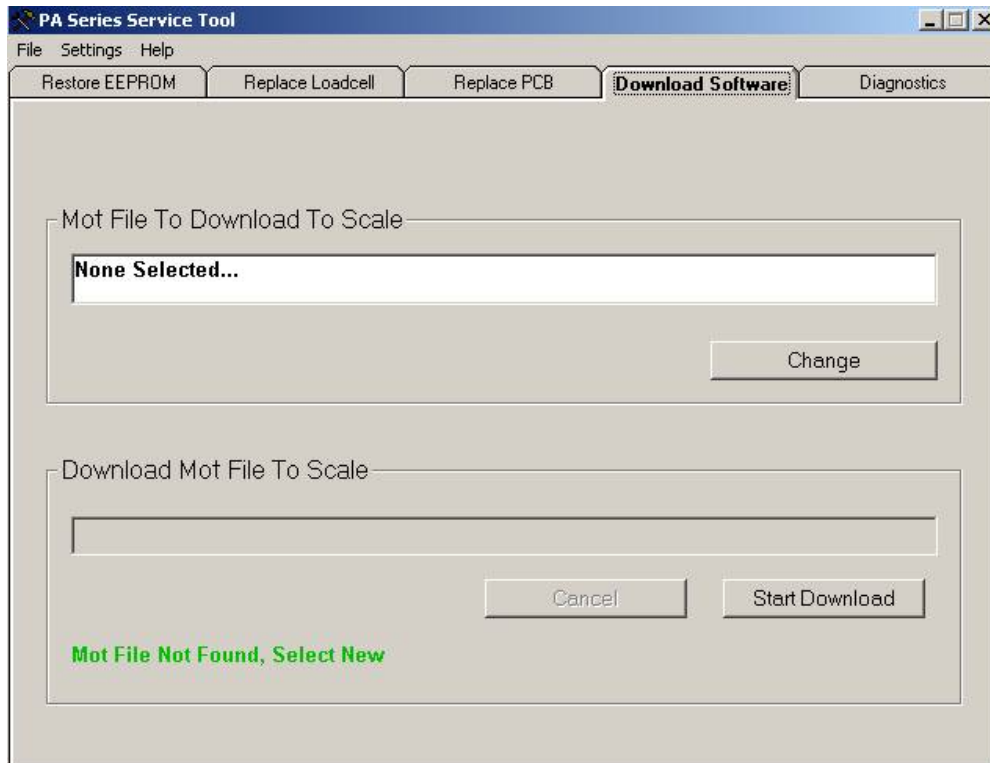 PA Series Service Tool
File Settings Help
Restore EEPROM Replace Loadcell Replace PCB Download Software Diagnostics
Mot File To Download To Scale
None Selected...
Change
Download Mot File To Scale
Cancel Start Download
Mot File Not Found, Select New